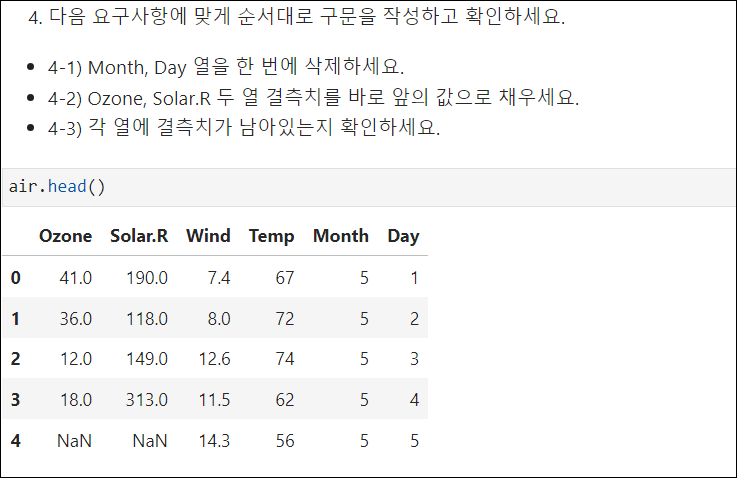 4. 다음 요구사항에 맞게 순서대로 구문을 작성하고 확인하세요.
• 4-1) Month, Day 열을 한 번에 삭제하세요.
• 4-2) Ozone, Solar.R 두 열 결측치를 바로 앞의 값으로 채우세요.
• 4-3) 각 열에 결측치가 남아있는지 확인하세요.
air.head()
Ozone Solar.R Wind Temp Month Day
0 41.0 190.0 7.4 67 5 1
1 36.0 118.0 8.0 72 5 2
2 12.0 149.0 12.6 74 5 3
3 18.0 313.0 11.5 62 5 4
4 NaN NaN 14.3 56 5 5